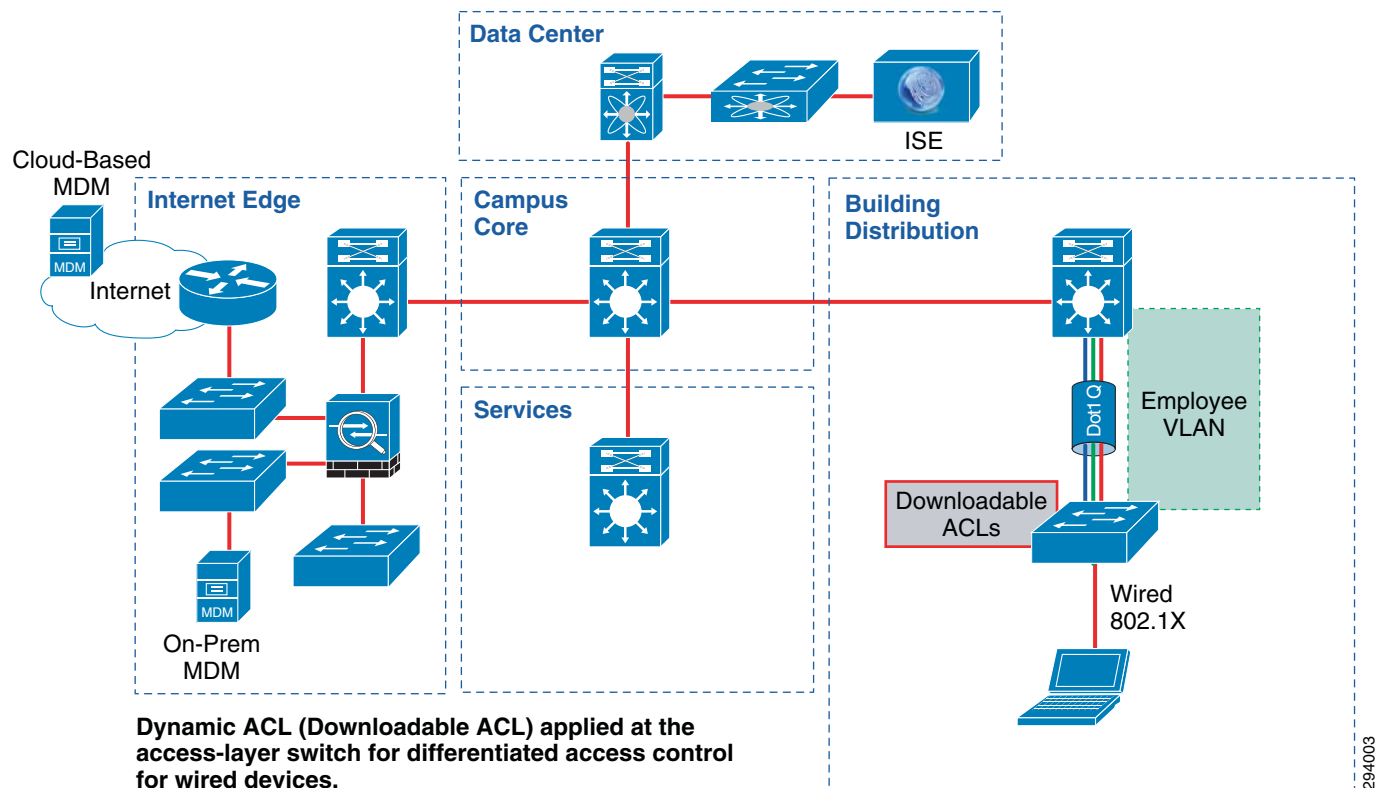 Data Center
ISE
Cloud-Based
MDM
MDM
Internet
Internet Edge
Campus
Core
Building
Distribution
Services
Dot1 Q
Employee
VLAN
Downloadable
ACLs
Wired
802.1X
MDM
On-Prem
MDM
Dynamic ACL (Downloadable ACL) applied at the
access-layer switch for differentiated access control
for wired devices.
294003